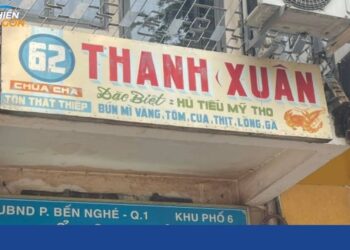 62
THANH XUÂN
CHÙA CHÀ
TÔN THẤT THIỆP
Đặc Biệt: HỦ TIẾU MỸ THO
BÚN MÌ VÀNG, TÔM, CUA, THỊT, LÒNG, GÀ
UBND P. BẾN NGHÉ - Q.1 KHU PHỐ 6